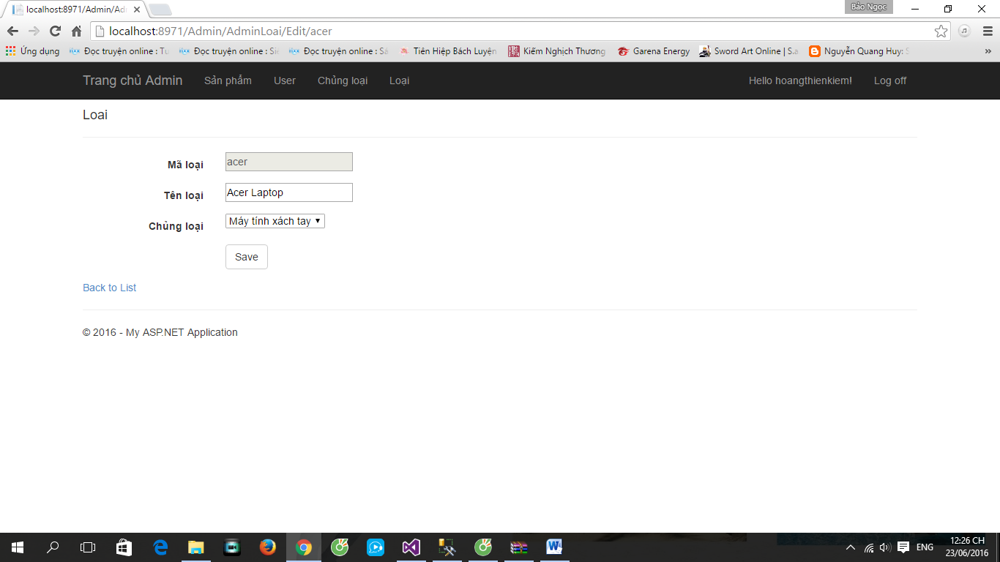 localhost:8971/Admin/Ad
Bảo Ngọc
localhost:8971/Admin/AdminLoai/Edit/acer
Ứng dụng
Đọc truyện online : Tu
Đọc truyện online : Siê
Đọc truyện online : Sá
Tiên Hiệp Bách Luyện
Kiếm Nghịch Thương
Garena Energy
Sword Art Online | S.a
Nguyễn Quang Huy: S
»
Trang chủ Admin
Sản phẩm
User
Chủng loại
Loại
Hello hoangthienkiem!
Log off
Loai
Mã loại
acer
Tên loại
Acer Laptop
Chủng loại
Máy tính xách tay
Save
Back to List
© 2016 - My ASP.NET Application
ENG
12:26 CH
23/06/2016